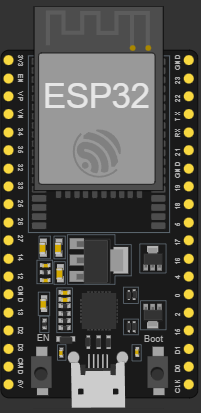 ESP32
3V3
EN
VP
VN
34
35
32
33
25
26
27
14
12
GND
13
D2
D3
CMD
5V
GND
23
22
TX
RX
21
GND
19
18
5
17
16
4
0
2
15
D1
D0
CLK
EN
Boot